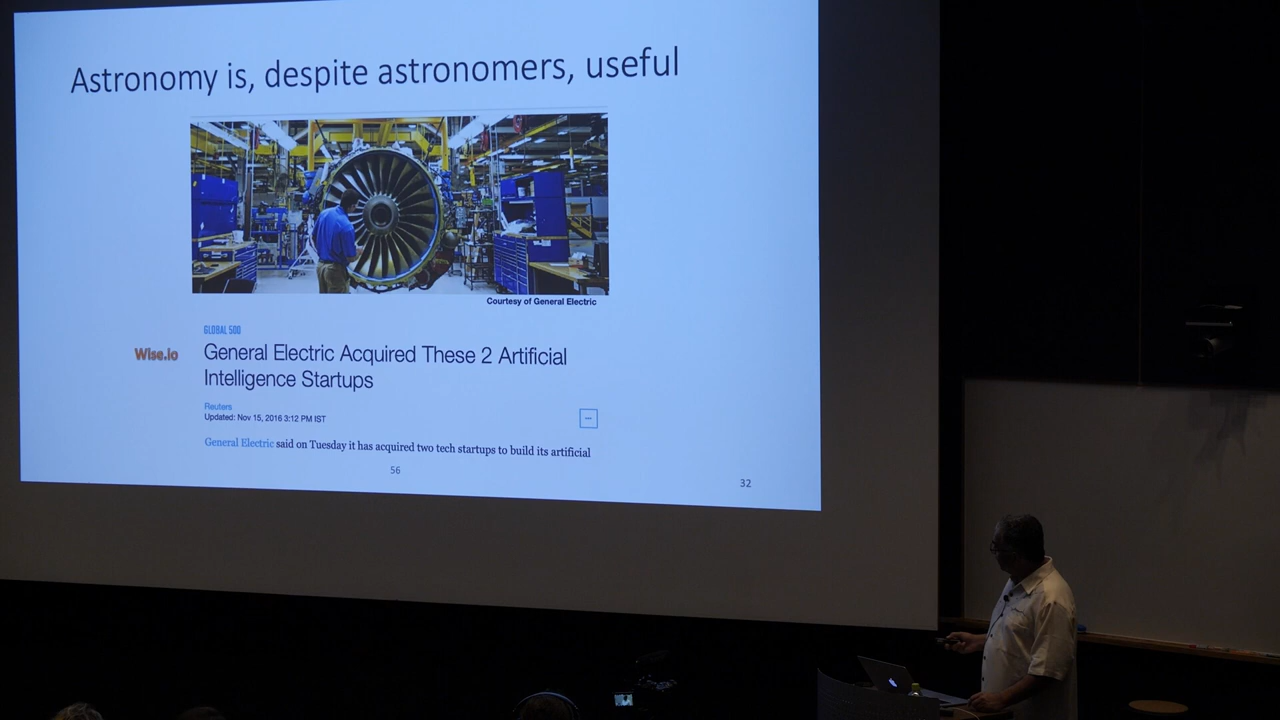 Astronomy is, despite astronomers, useful
Courtesy of General Electric
GLOBAL 500
Wise.io
General Electric Acquired These 2 Artificial
Intelligence Startups
Reuters
Updated: Nov 15, 2016 3:12 PM IST
General Electric said on Tuesday it has acquired two tech startups to build its artificial
56
32